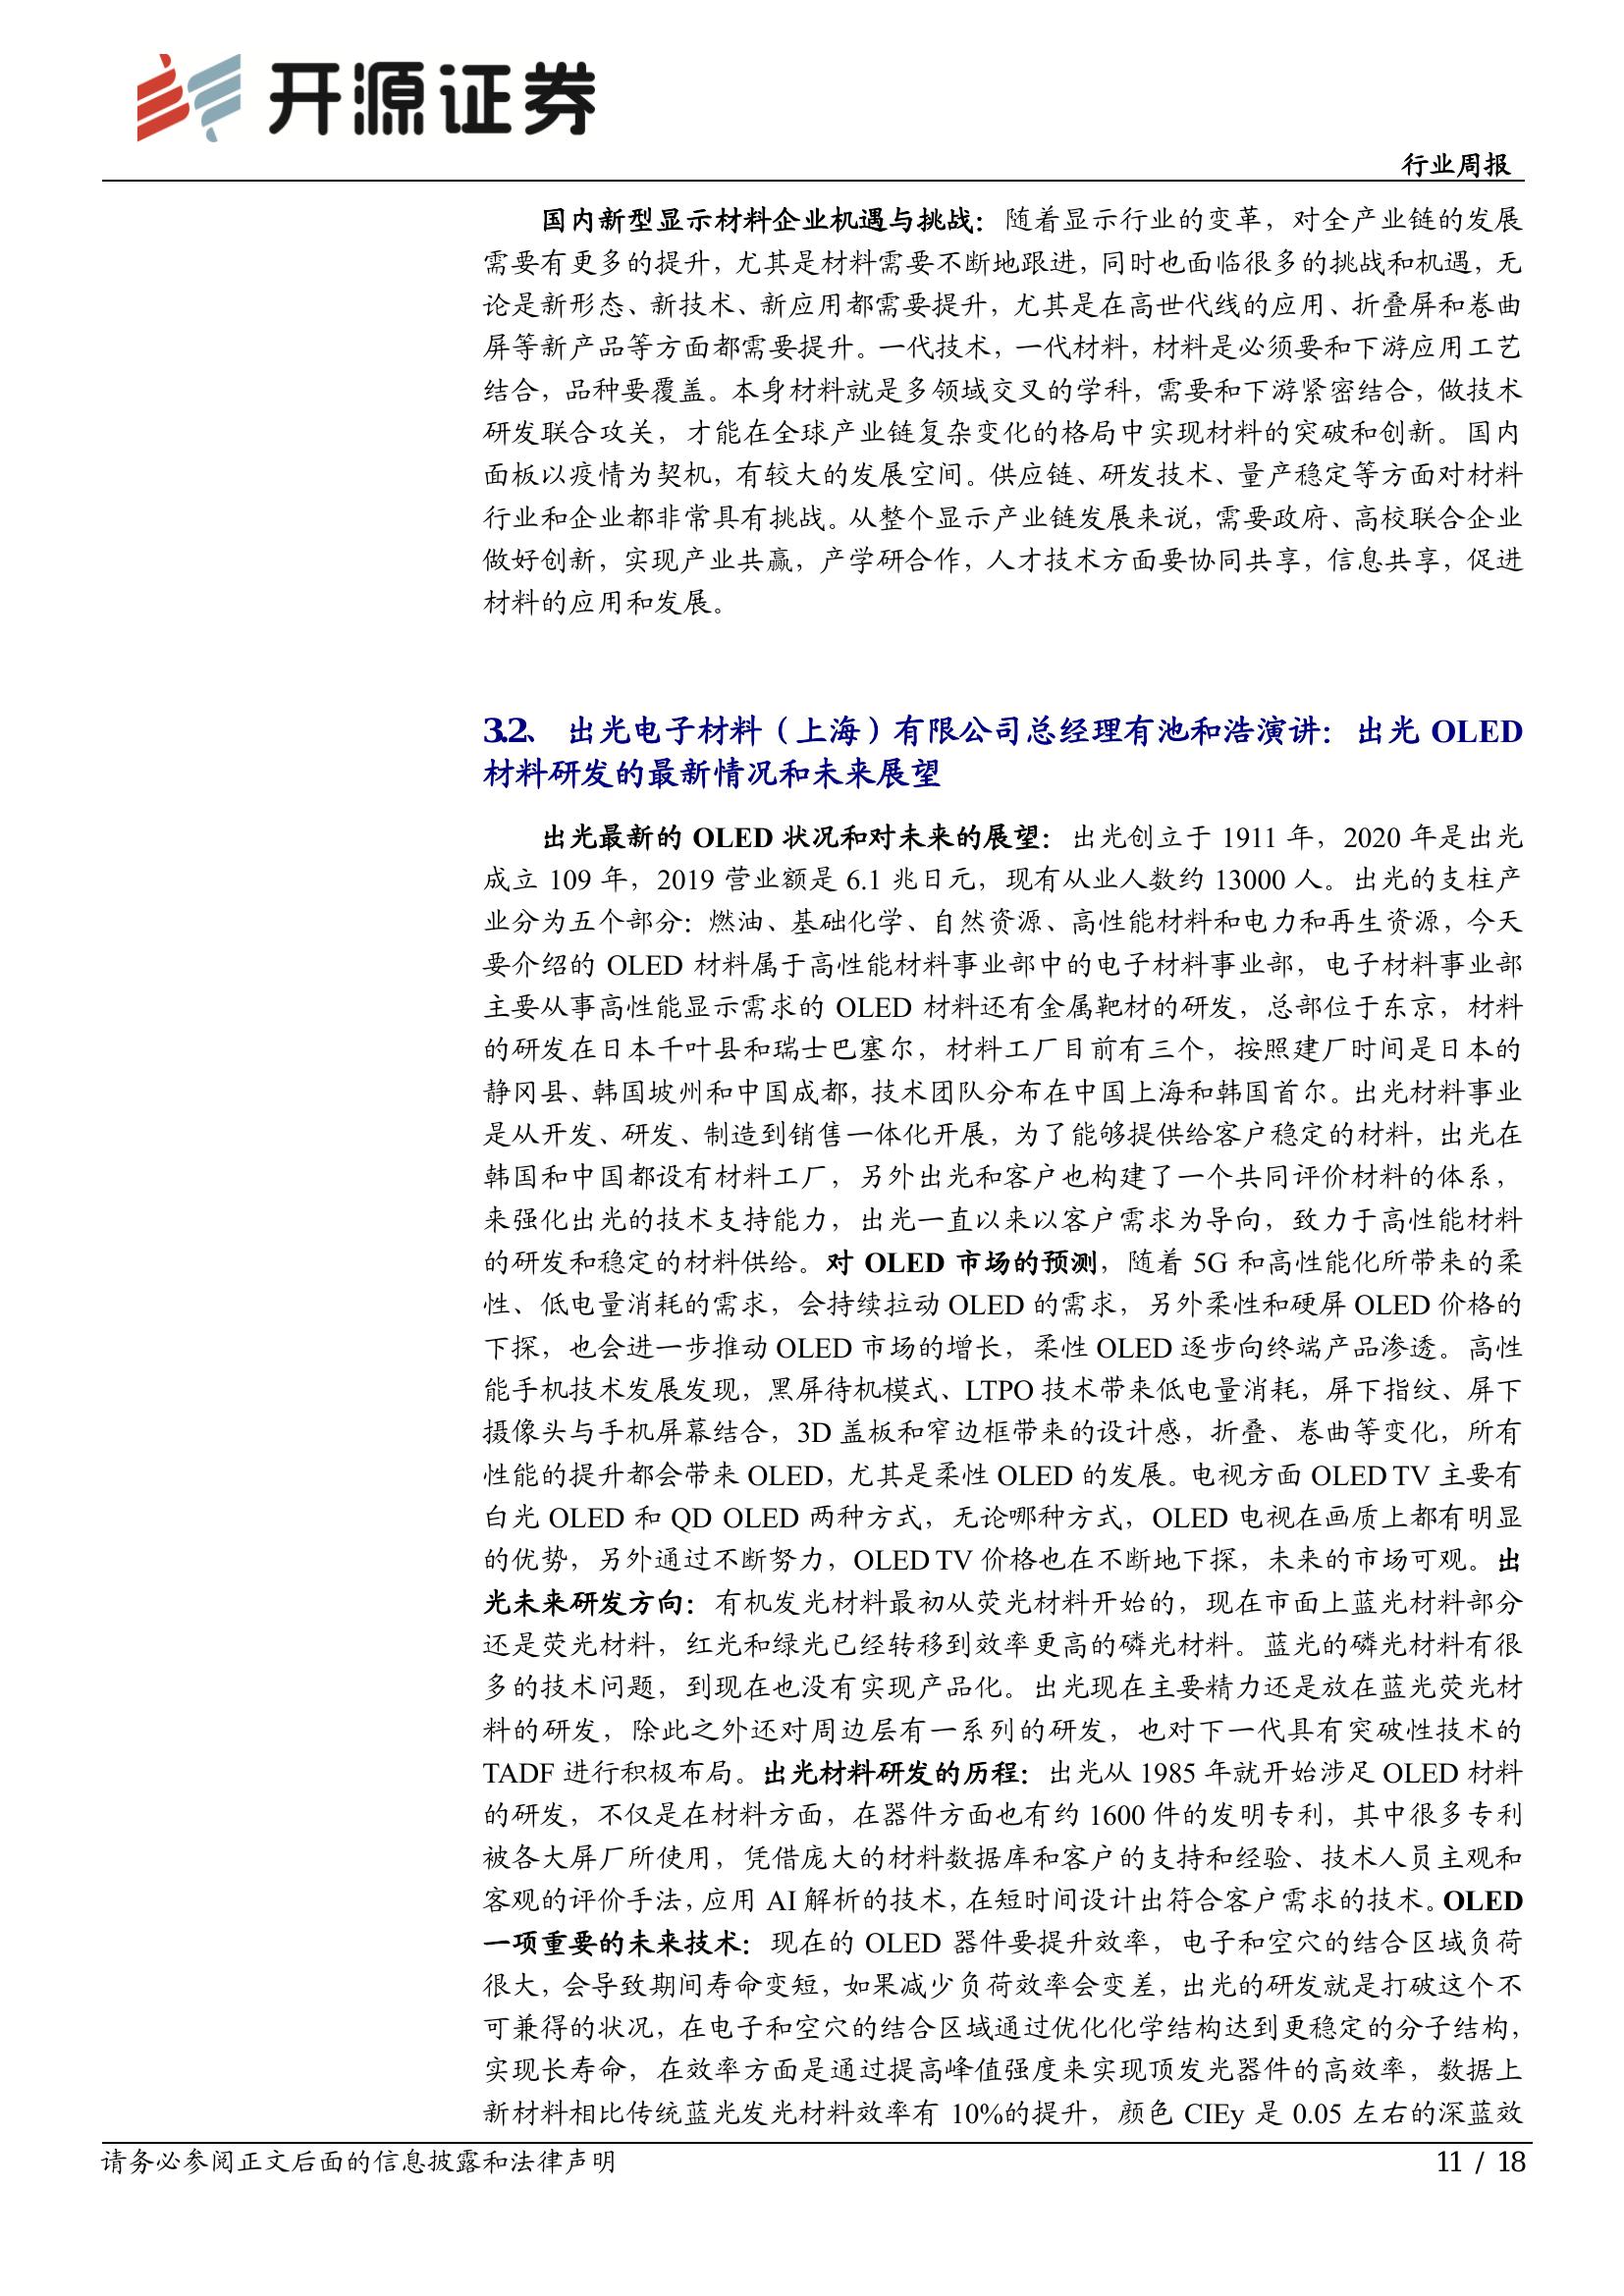 开源证券
行业周报
国内新型显示材料企业机遇与挑战：随着显示行业的变革，对全产业链的发展
需要有更多的提升，尤其是材料需要不断地跟进，同时也面临很多的挑战和机遇，无
论是新形态、新技术、新应用都需要提升，尤其是在高世代线的应用、折叠屏和卷曲
屏等新产品等方面都需要提升。一代技术，一代材料，材料是必须要和下游应用工艺
结合，品种要覆盖。本身材料就是多领域交叉的学科，需要和下游紧密结合，做技术
研发联合攻关，才能在全球产业链复杂变化的格局中实现材料的突破和创新。国内
面板以疫情为契机，有较大的发展空间。供应链、研发技术、量产稳定等方面对材料
行业和企业都非常具有挑战。从整个显示产业链发展来说，需要政府、高校联合企业
做好创新，实现产业共赢，产学研合作，人才技术方面要协同共享，信息共享，促进
材料的应用和发展。
3.2、 出光电子材料（上海）有限公司总经理有池和浩演讲：出光 OLED
材料研发的最新情况和未来展望
出光最新的 OLED 状况和对未来的展望：出光创立于 1911 年，2020 年是出光
成立 109 年，2019 营业额是 6.1 兆日元，现有从业人数约 13000 人。出光的支柱产
业分为五个部分：燃油、基础化学、自然资源、高性能材料和电力和再生资源，今天
要介绍的 OLED 材料属于高性能材料事业部中的电子材料事业部，电子材料事业部
主要从事高性能显示需求的 OLED 材料还有金属靶材的研发，总部位于东京，材料
的研发在日本千叶县和瑞士巴塞尔，材料工厂目前有三个，按照建厂时间是日本的
静冈县、韩国坡州和中国成都，技术团队分布在中国上海和韩国首尔。出光材料事业
是从开发、研发、制造到销售一体化开展，为了能够提供给客户稳定的材料，出光在
韩国和中国都设有材料工厂，另外出光和客户也构建了一个共同评价材料的体系，
来强化出光的技术支持能力，出光一直以来以客户需求为导向，致力于高性能材料
的研发和稳定的材料供给。对 OLED 市场的预测，随着 5G 和高性能化所带来的柔
性、低电量消耗的需求，会持续拉动 OLED 的需求，另外柔性和硬屏 OLED 价格的
下探，也会进一步推动 OLED 市场的增长，柔性 OLED 逐步向终端产品渗透。高性
能手机技术发展发现，黑屏待机模式、LTPO 技术带来低电量消耗，屏下指纹、屏下
摄像头与手机屏幕结合，3D 盖板和窄边框带来的设计感，折叠、卷曲等变化，所有
性能的提升都会带来 OLED，尤其是柔性 OLED 的发展。电视方面 OLED TV 主要有
白光 OLED 和 QD OLED 两种方式，无论哪种方式，OLED 电视在画质上都有明显
的优势，另外通过不断努力，OLED TV 价格也在不断地下探，未来的市场可观。出
光未来研发方向：有机发光材料最初从荧光材料开始的，现在市面上蓝光材料部分
还是荧光材料，红光和绿光已经转移到效率更高的磷光材料。蓝光的磷光材料有很
多的技术问题，到现在也没有实现产品化。出光现在主要精力还是放在蓝光荧光材
料的研发，除此之外还对周边层有一系列的研发，也对下一代具有突破性技术的
TADF 进行积极布局。出光材料研发的历程：出光从 1985 年就开始涉足 OLED 材料
的研发，不仅是在材料方面，在器件方面也有约 1600 件的发明专利，其中很多专利
被各大屏厂所使用，凭借庞大的材料数据库和客户的支持和经验、技术人员主观和
客观的评价手法，应用 AI 解析的技术，在短时间设计出符合客户需求的技术。OLED
一项重要的未来技术：现在的 OLED 器件要提升效率，电子和空穴的结合区域负荷
很大，会导致期间寿命变短，如果减少负荷效率会变差，出光的研发就是打破这个不
可兼得的状况，在电子和空穴的结合区域通过优化化学结构达到更稳定的分子结构，
实现长寿命，在效率方面是通过提高峰值强度来实现顶发光器件的高效率，数据上
新材料相比传统蓝光发光材料效率有 10%的提升，颜色 CIEy 是 0.05 左右的深蓝效
请务必参阅正文后面的信息披露和法律声明
11 / 18